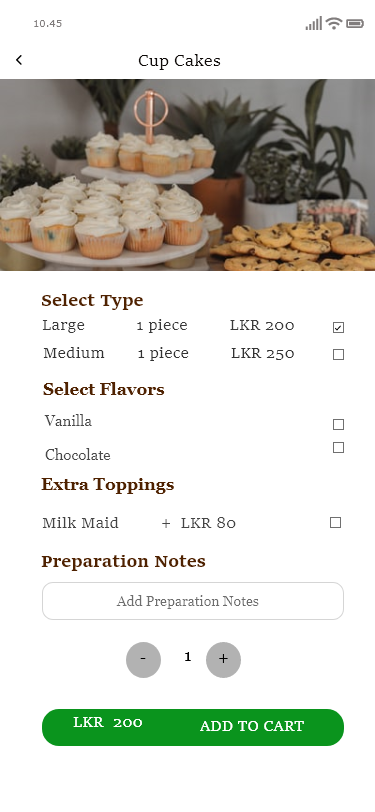 10.45
Cup Cakes
Select Type
Large 1 piece LKR 200
Medium 1 piece LKR 250
Select Flavors
Vanilla
Chocolate
Extra Toppings
Milk Maid + LKR 80
Preparation Notes
Add Preparation Notes
- 1 +
LKR 200 ADD TO CART